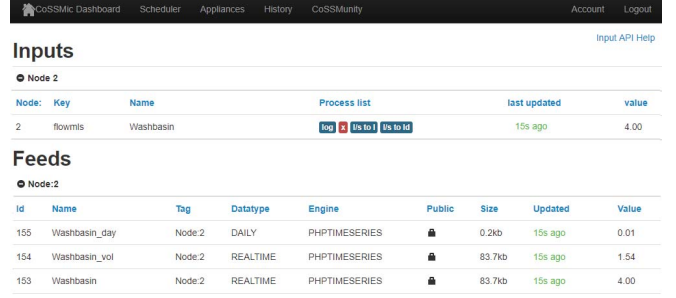 CoSSMic Dashboard Scheduler Appliances History CoSSMunity Account Logout
Input API Help
Inputs
Node 2
Node: Key Name Process list last updated value
2 flowmls Washbasin log x l/s to l l/s to ld 15s ago 4.00
Feeds
Node:2
Id Name Tag Datatype Engine Public Size Updated Value
155 Washbasin_day Node:2 DAILY PHPTIMESERIES 0.2kb 15s ago 0.01
154 Washbasin_vol Node:2 REALTIME PHPTIMESERIES 83.7kb 15s ago 1.54
153 Washbasin Node:2 REALTIME PHPTIMESERIES 83.7kb 15s ago 4.00